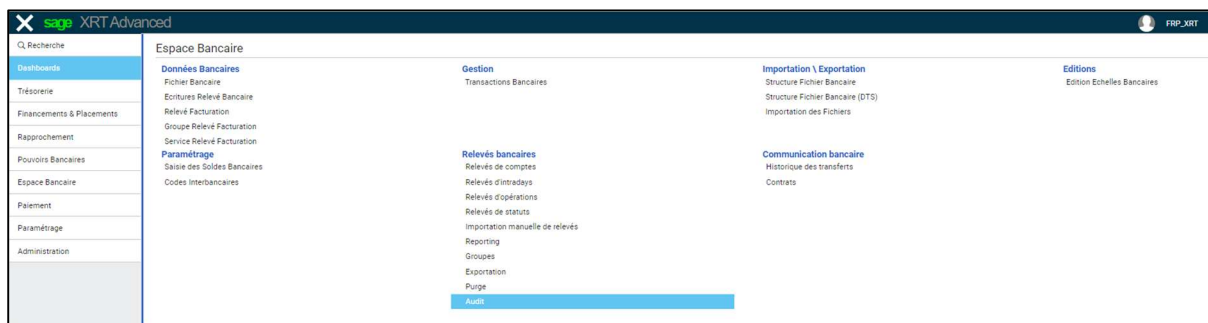 sage XRT Advanced
FRP_XRT
Recherche
Dashboards
Trésorerie
Financements & Placements
Rapprochement
Pouvoirs Bancaires
Espace Bancaire
Paiement
Paramétrage
Administration
Espace Bancaire
Données Bancaires
Fichier Bancaire
Ecritures Relevé Bancaire
Relevé Facturation
Groupe Relevé Facturation
Service Relevé Facturation
Gestion
Transactions Bancaires
Importation \ Exportation
Structure Fichier Bancaire
Structure Fichier Bancaire (DTS)
Importation des Fichiers
Editions
Edition Echelles Bancaires
Paramétrage
Saisie des Soldes Bancaires
Codes Interbancaires
Relevés bancaires
Relevés de comptes
Relevés d'intradays
Relevés d'opérations
Relevés de statuts
Importation manuelle de relevés
Reporting
Groupes
Exportation
Purge
Audit
Communication bancaire
Historique des transferts
Contrats